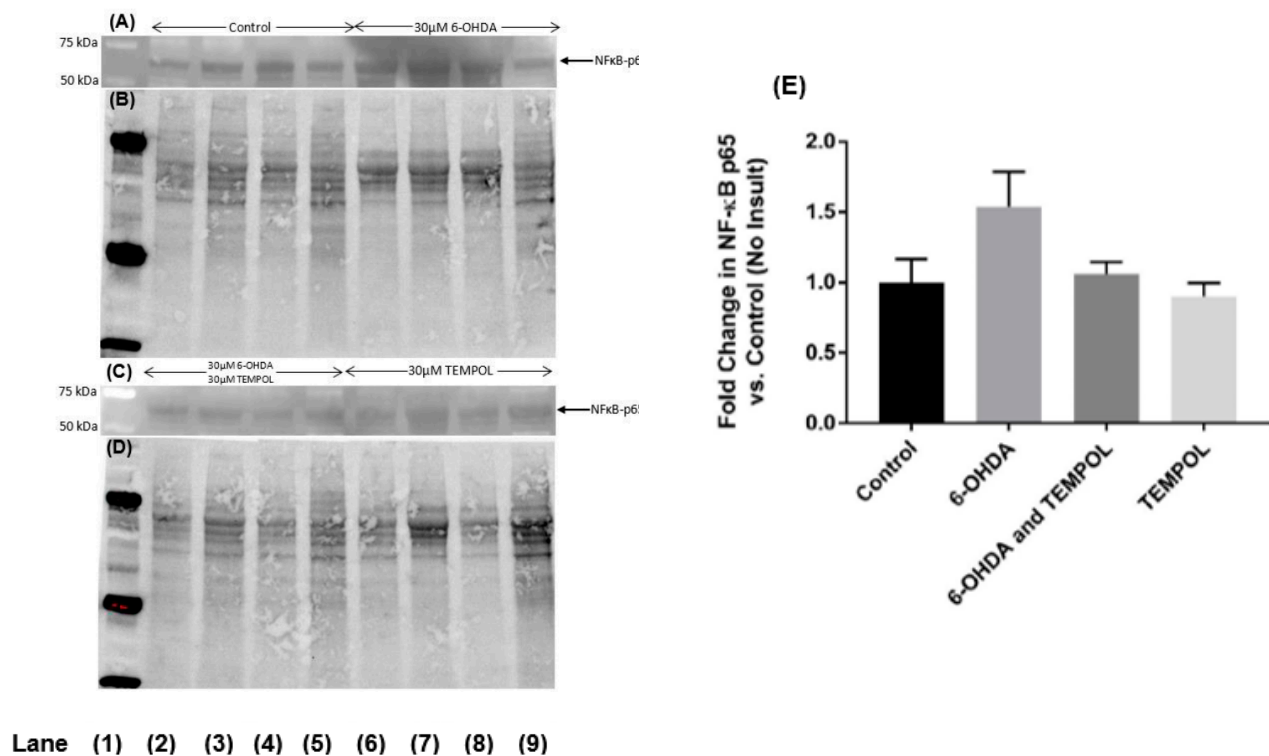 (A)
Control
30µM 6-OHDA
75 kDa
50 kDa
NFκB-p6
(B)
(C)
30µM 6-OHDA
30µM TEMPOL
30µM TEMPOL
75 kDa
50 kDa
NFκB-p65
(D)
Lane (1) (2) (3) (4) (5) (6) (7) (8) (9)
(E)
Fold Change in NF-κB p65
vs. Control (No Insult)
2.0
1.5
1.0
0.5
0.0
Control
6-OHDA
6-OHDA and TEMPOL
TEMPOL